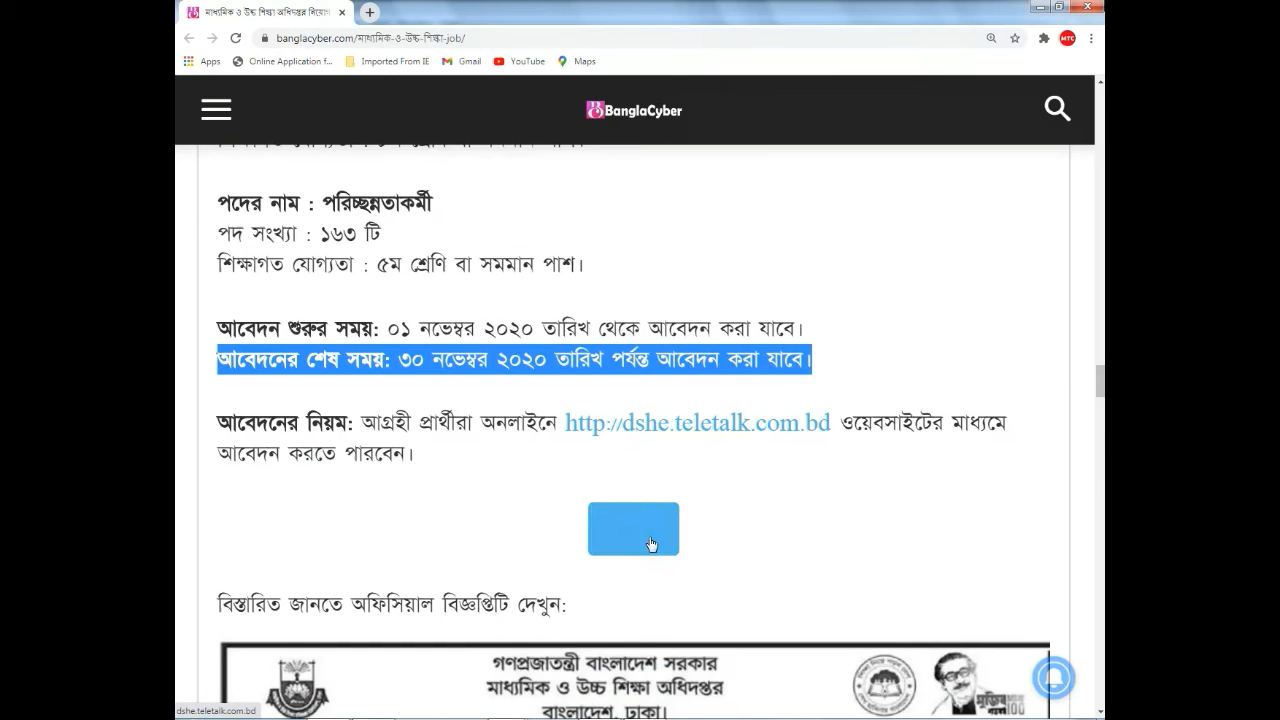 মাধ্যমিক ও উচ্চ শিক্ষা অধিদপ্তর নিয়োগ
banglacyber.com/মাধ্যমিক-ও-উচ্চ-শিক্ষা-job/
MTC
Apps Online Application f... Imported From IE Gmail YouTube Maps
BanglaCyber
পদের নাম : পরিচ্ছন্নতাকর্মী
পদ সংখ্যা : ১৬৩ টি
শিক্ষাগত যোগ্যতা : ৫ম শ্রেণি বা সমমান পাশ।
আবেদন শুরুর সময়: ০১ নভেম্বর ২০২০ তারিখ থেকে আবেদন করা যাবে।
আবেদনের শেষ সময়: ৩০ নভেম্বর ২০২০ তারিখ পর্যন্ত আবেদন করা যাবে।
আবেদনের নিয়ম: আগ্রহী প্রার্থীরা অনলাইনে http://dshe.teletalk.com.bd ওয়েবসাইটের মাধ্যমে
আবেদন করতে পারবেন।
বিস্তারিত জানতে অফিসিয়াল বিজ্ঞপ্তিটি দেখুন:
গণপ্রজাতন্ত্রী বাংলাদেশ সরকার
মাধ্যমিক ও উচ্চ শিক্ষা অধিদপ্তর
বাংলাদেশ, ঢাকা।
মুজিব 100
dshe.teletalk.com.bd